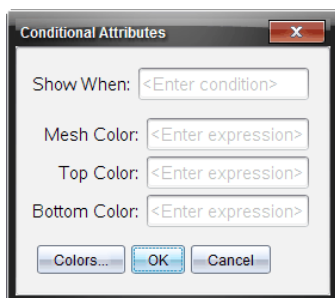 Conditional Attributes
Show When: <Enter condition>
Mesh Color: <Enter expression>
Top Color: <Enter expression>
Bottom Color: <Enter expression>
Colors... OK Cancel